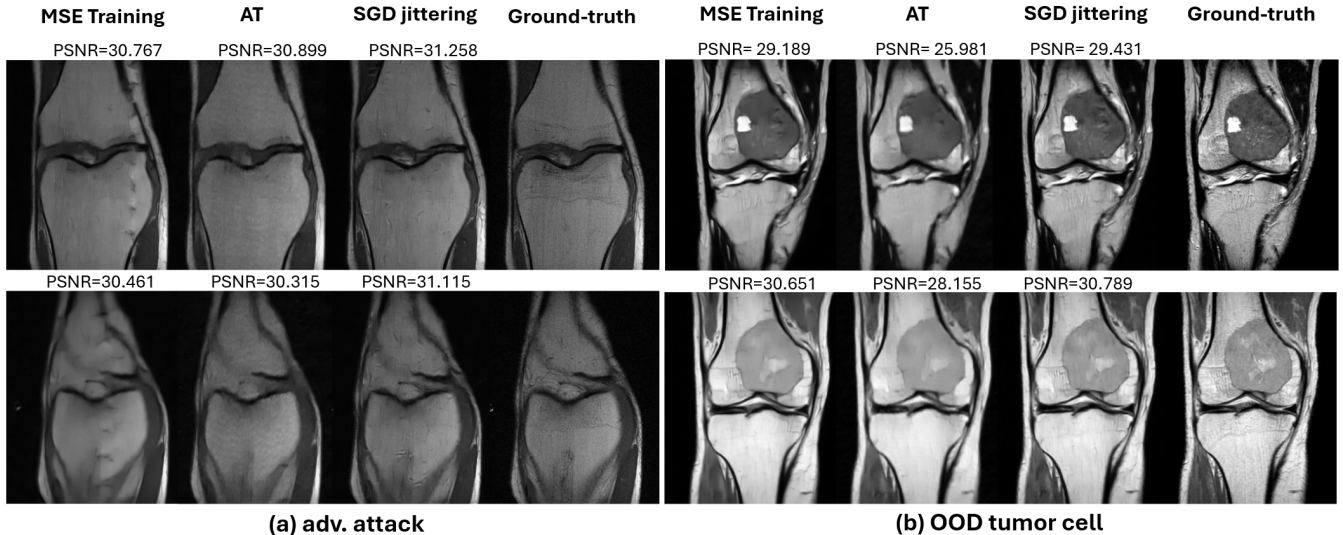 MSE Training AT SGD jittering Ground-truth MSE Training AT SGD jittering Ground-truth
PSNR=30.767 PSNR=30.899 PSNR=31.258 PSNR= 29.189 PSNR= 25.981 PSNR= 29.431
PSNR=30.461 PSNR=30.315 PSNR=31.115 PSNR=30.651 PSNR=28.155 PSNR=30.789
(a) adv. attack (b) OOD tumor cell